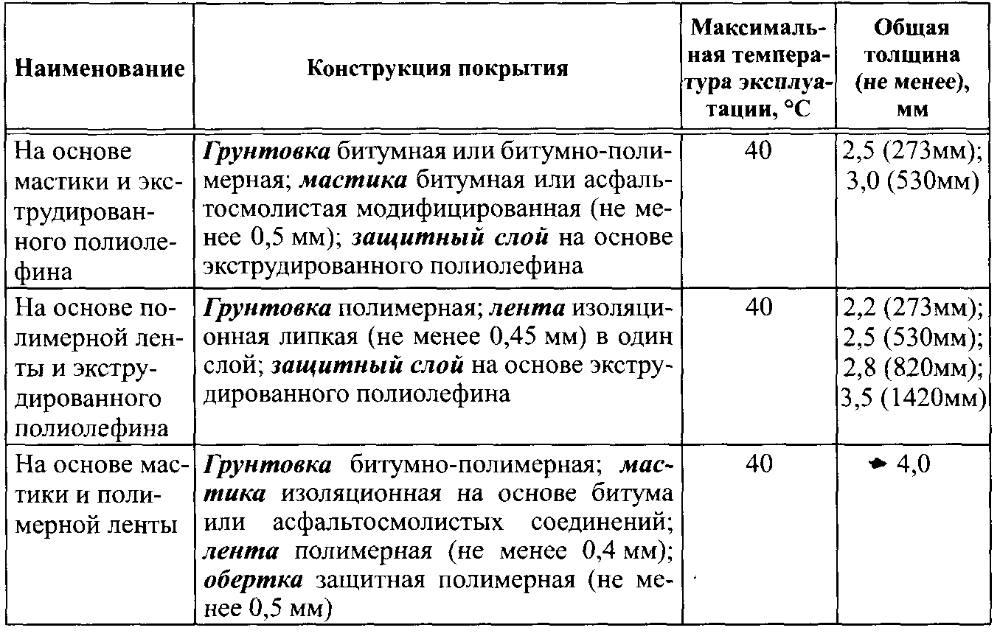 Наименование
Конструкция покрытия
Максималь-
ная темпера-
тура эксплуа-
тации, °С
Общая
толщина
(не менее),
мм
На основе
мастики и экс-
трудирован-
ного полиоле-
фина
Грунтовка битумная или битумно-поли-
мерная; мастика битумная или асфаль-
тосмолистая модифицированная (не ме-
нее 0,5 мм); защитный слой на основе
экструдированного полиолефина
40
2,5 (273мм);
3,0 (530мм)
На основе по-
лимерной лен-
ты и экстру-
дированного
полиолефина
Грунтовка полимерная; лента изоляци-
онная липкая (не менее 0,45 мм) в один
слой; защитный слой на основе экстру-
дированного полиолефина
40
2,2 (273мм);
2,5 (530мм);
2,8 (820мм);
3,5 (1420мм)
На основе мас-
тики и поли-
мерной ленты
Грунтовка битумно-полимерная; мас-
тика изоляционная на основе битума
или асфальтосмолистых соединений;
лента полимерная (не менее 0,4 мм);
обертка защитная полимерная (не ме-
нее 0,5 мм)
40
4,0